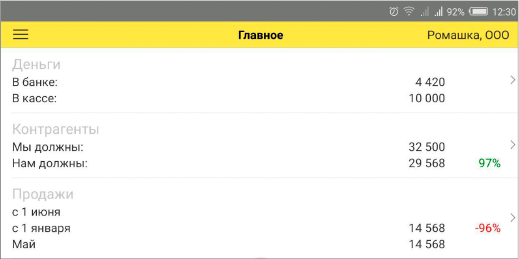 92% 12:30
Главное Ромашка, ООО
Деньги
В банке: 4 420
В кассе: 10 000
Контрагенты
Мы должны: 32 500
Нам должны: 29 568 97%
Продажи
с 1 июня
с 1 января 14 568 -96%
Май 14 568